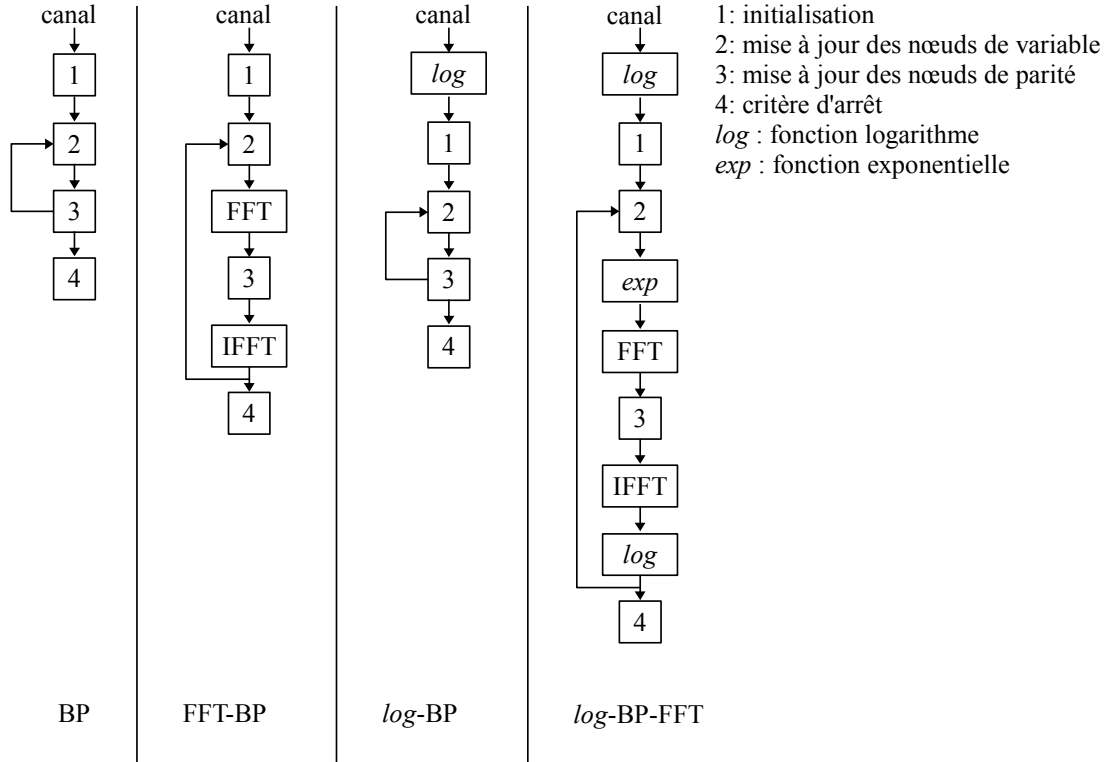 canal
1
2
3
4
BP
canal
1
2
FFT
3
IFFT
4
FFT-BP
canal
log
1
2
3
4
log-BP
canal
log
1
2
exp
FFT
3
IFFT
log
4
log-BP-FFT
1: initialisation
2: mise à jour des nœuds de variable
3: mise à jour des nœuds de parité
4: critère d'arrêt
log : fonction logarithme
exp : fonction exponentielle